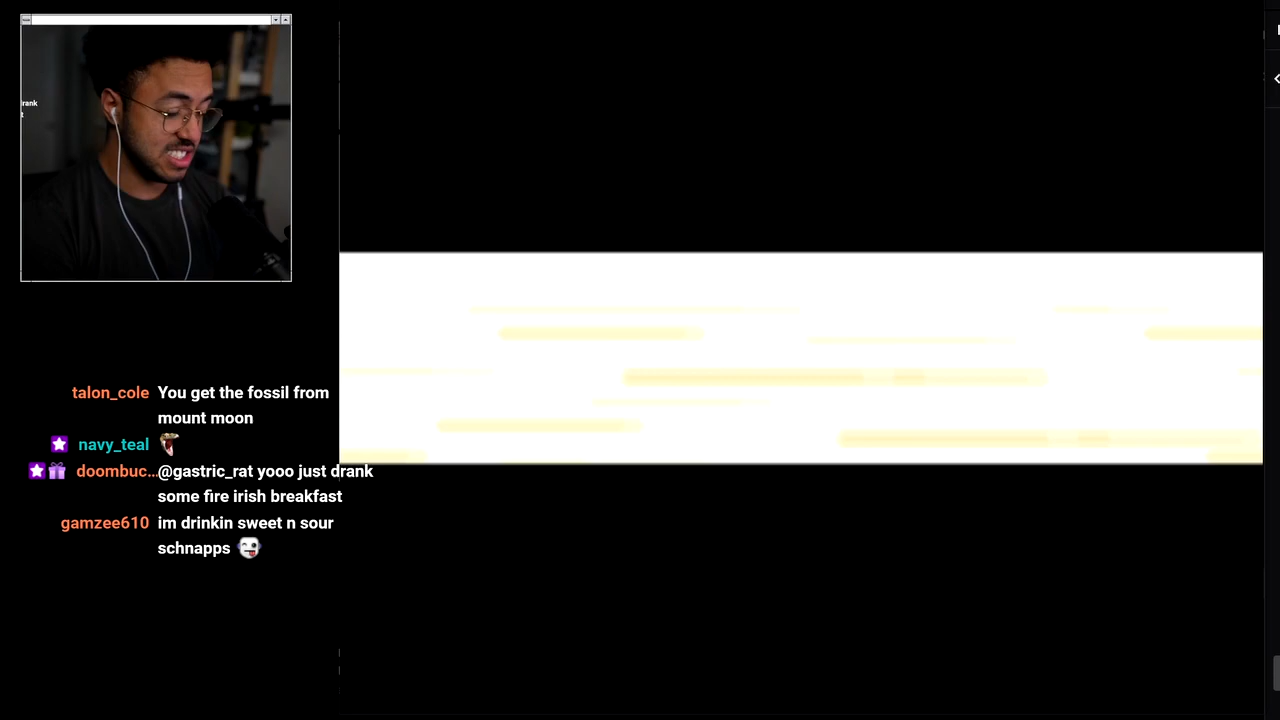 rank
t
talon_cole You get the fossil from
mount moon
navy_teal
doombuc... @gastric_rat yooo just drank
some fire irish breakfast
gamzee610 im drinkin sweet n sour
schnapps